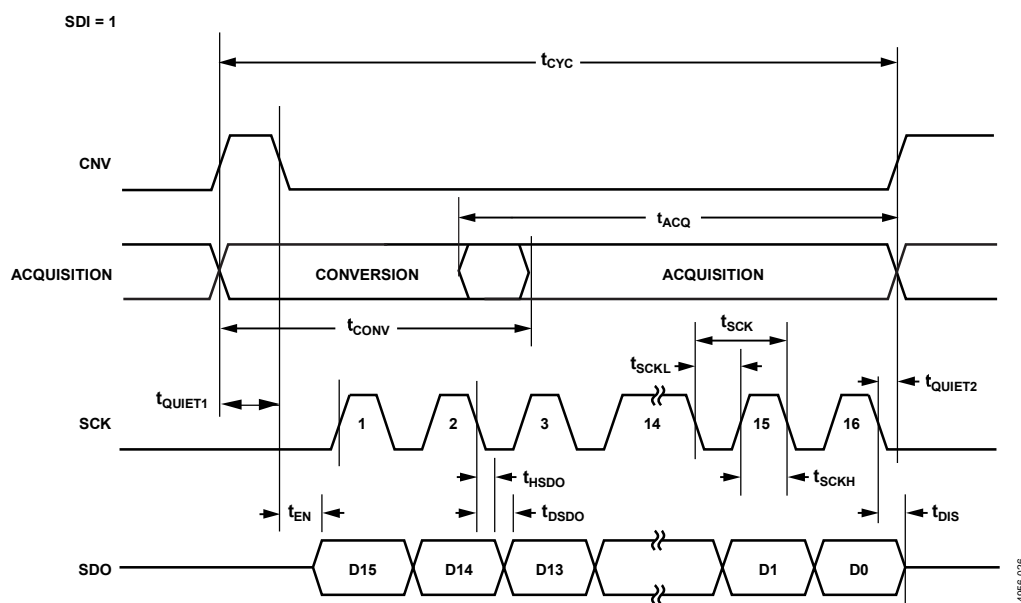 SDI = 1
tCYC
CNV
tACQ
ACQUISITION
CONVERSION
ACQUISITION
tCONV
tSCK
tSCKL
tQUIET1
tQUIET2
SCK
1
2
3
14
15
16
tHSDO
tSCKH
tEN
tDSDO
tDIS
SDO
D15
D14
D13
D1
D0